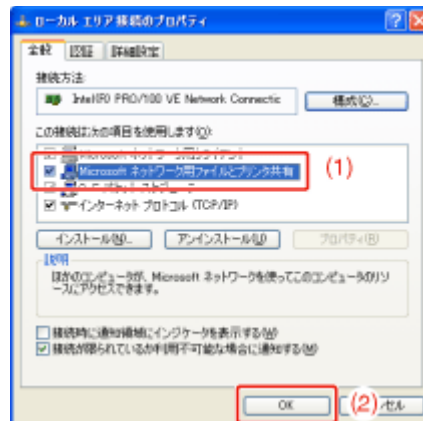 ローカル エリア接続のプロパティ
全般 認証 詳細設定
接続方法:
Intel(R) PRO/100 VE Network Connectic
構成(C)...
この接続は次の項目を使用します(O):
Microsoft ネットワーク用ファイルとプリンタ共有
(1)
インターネット プロトコル (TCP/IP)
インストール(N)... アンインストール(U) プロパティ(R)
説明
ほかのコンピュータが、Microsoft ネットワークを使ってこのコンピュータのリソ
ースにアクセスできます。
接続時に通知領域にインジケータを表示する(W)
接続が限られているか利用不可能な場合に通知する(M)
OK (2) セル